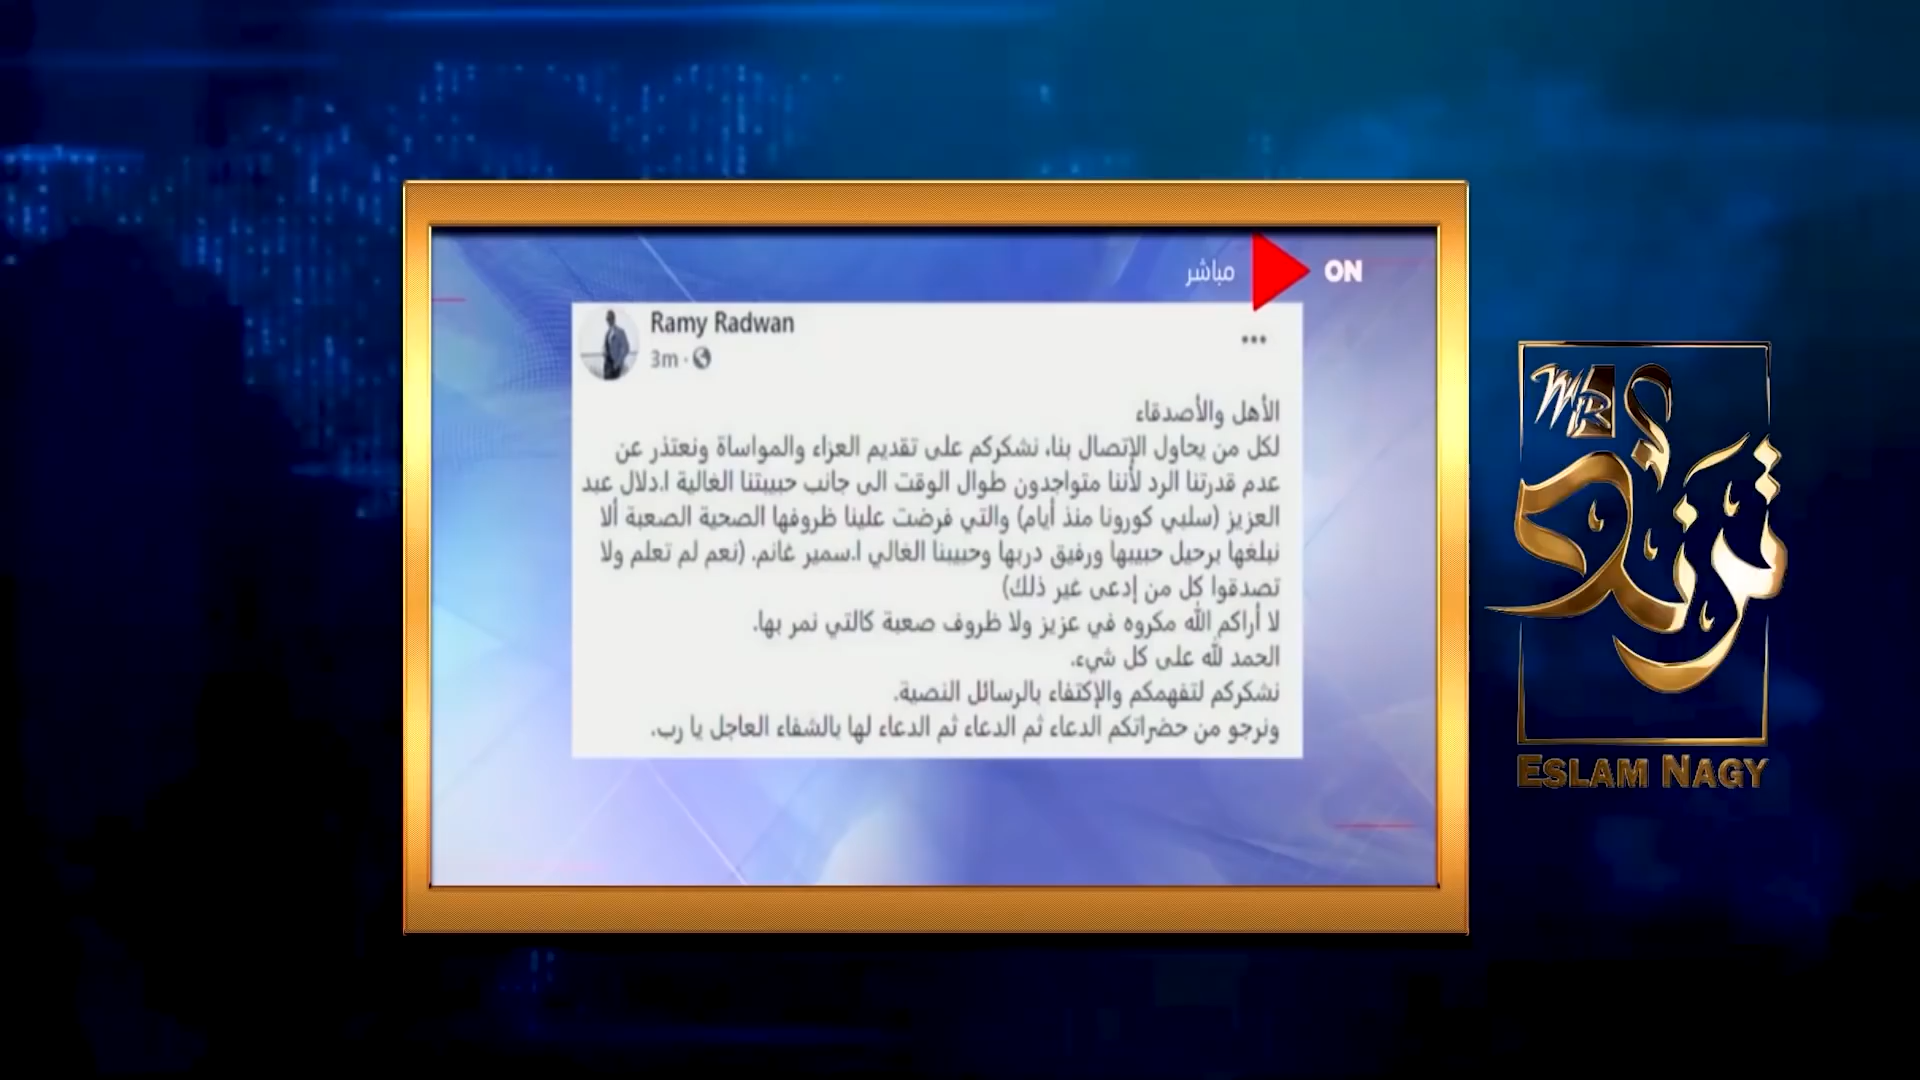 مباشر ON
Ramy Radwan
3m
الأهل والأصدقاء
لكل من يحاول الإتصال بنا، نشكركم على تقديم العزاء والمواساة ونعتذر عن
عدم قدرتنا الرد لأننا متواجدون طوال الوقت الى جانب حبيبتنا الغالية ا.دلال عبد
العزيز (سلبي كورونا منذ أيام) والتي فرضت علينا ظروفها الصحية الصعبة ألا
نبلغها برحيل حبيبها ورفيق دربها وحبيبنا الغالي ا.سمير غانم. (نعم لم تعلم ولا
تصدقوا كل من إدعى غير ذلك)
لا أراكم الله مكروه في عزيز ولا ظروف صعبة كالتي نمر بها.
الحمد لله على كل شيء.
نشكركم لتفهمكم والإكتفاء بالرسائل النصية.
ونرجو من حضراتكم الدعاء ثم الدعاء ثم الدعاء لها بالشفاء العاجل يا رب.
MR
ترند
ESLAM NAGY